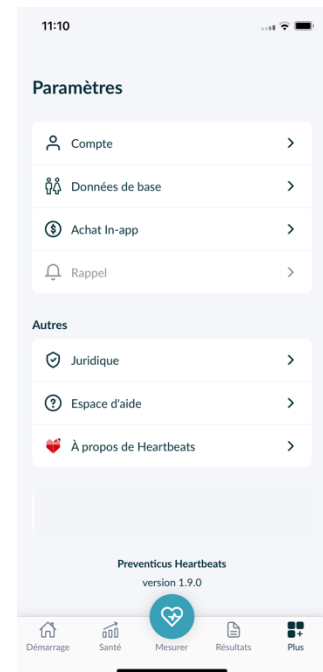 11:10
Paramètres
Compte
Données de base
Achat In-app
Rappel
Autres
Juridique
Espace d'aide
À propos de Heartbeats
Preventicus Heartbeats
version 1.9.0
Démarrage Santé Mesurer Résultats Plus